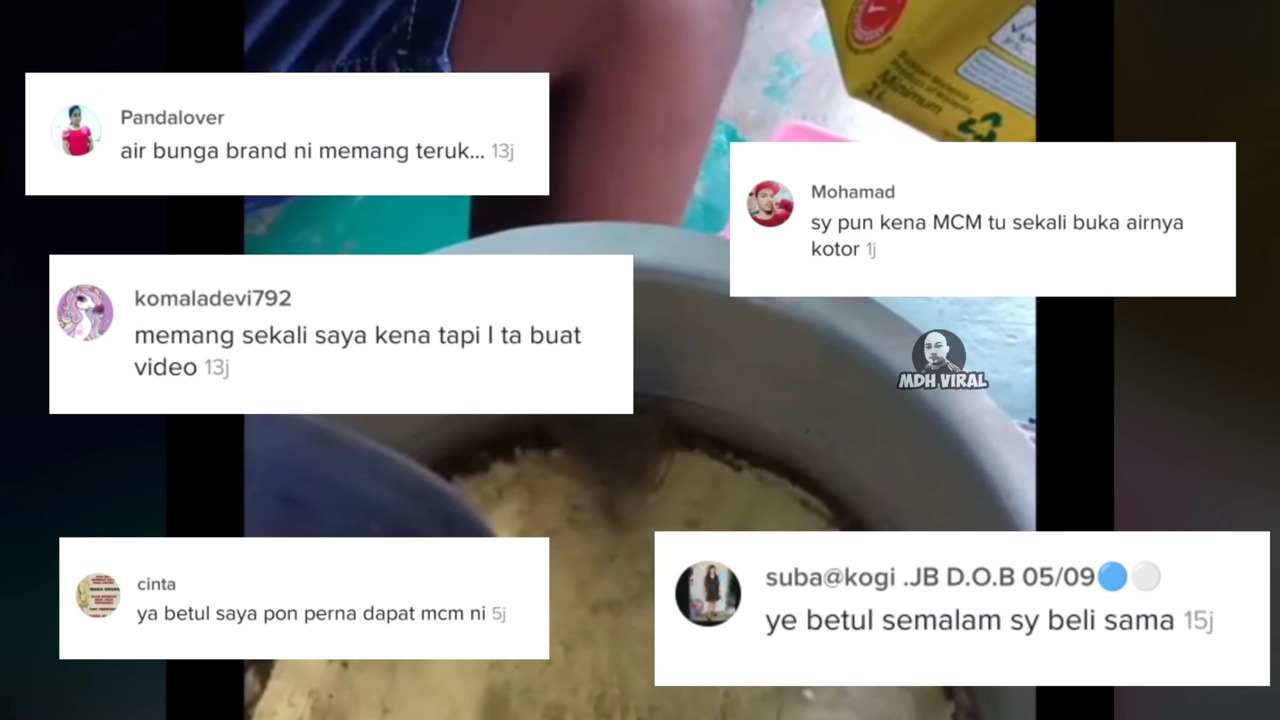 Minimum
1L
Pandalover
air bunga brand ni memang teruk... 13j
Mohamad
sy pun kena MCM tu sekali buka airnya
kotor 1j
komaladevi792
memang sekali saya kena tapi I ta buat
video 13j
MDH VIRAL
cinta
ya betul saya pon perna dapat mcm ni 5j
suba@kogi .JB D.O.B 05/09🔵⚪
ye betul semalam sy beli sama 15j